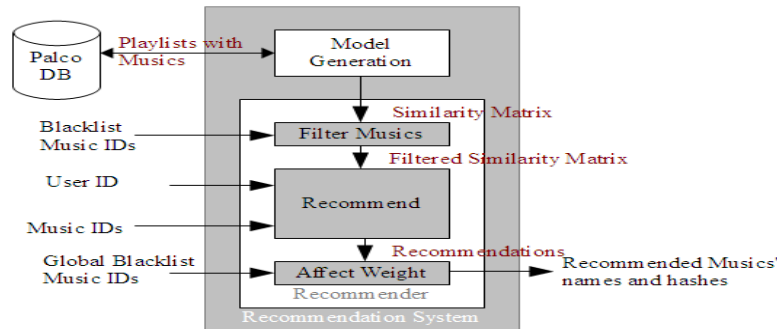 Palco
DB
Playlists with
Musics
Model
Generation
Similarity Matrix
Blacklist
Music IDs
Filter Musics
Filtered Similarity Matrix
User ID
Recommend
Music IDs
Recommendations
Global Blacklist
Music IDs
Affect Weight
Recommended Musics'
names and hashes
Recommender
Recommendation System